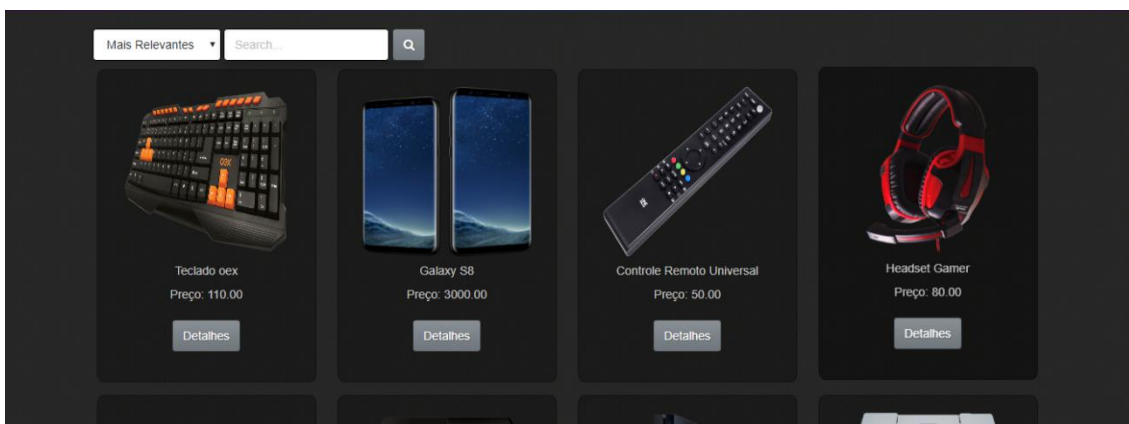 Mais Relevantes
Search...
O3X
Teclado oex
Preço: 110.00
Detalhes
Galaxy S8
Preço: 3000.00
Detalhes
Controle Remoto Universal
Preço: 50.00
Detalhes
Headset Gamer
Preço: 80.00
Detalhes